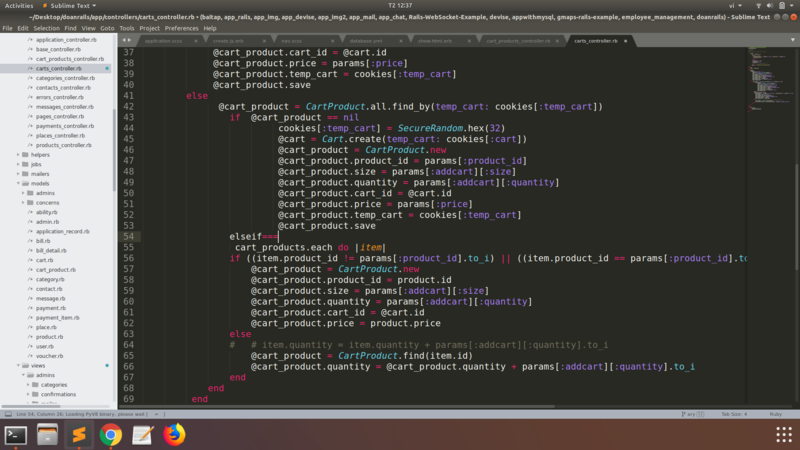 Activities
Sublime Text
T2 12:37
vi
~/Desktop/doanrails/app/controllers/carts_controller.rb • (baitap, app_rails, app_img, app_devise, app_img2, app_mail, app_chat, Rails-WebSocket-Example, devise, appwithmysql, gmaps-rails-example, employee_management, doanrails) - Sublime Text
File Edit Selection Find View Goto Tools Project Preferences Help
application.scss create.js.erb database.yml show.html.erb cart_products_controller.rb carts_controller.rb
application_controller.rb
base_controller.rb
cart_products_controller.rb
carts_controller.rb
categories_controller.rb
contacts_controller.rb
errors_controller.rb
messages_controller.rb
pages_controller.rb
payments_controller.rb
places_controller.rb
products_controller.rb
helpers
jobs
mailers
models
admins
concerns
ability.rb
admin.rb
application_record.rb
bill.rb
bill_detail.rb
cart.rb
cart_product.rb
category.rb
contact.rb
message.rb
payment.rb
payment_item.rb
place.rb
product.rb
user.rb
voucher.rb
views
admins
categories
confirmations
37 @cart_product.cart_id = @cart.id
38 @cart_product.price = params[:price]
39 @cart_product.temp_cart = cookies[:temp_cart]
40 @cart_product.save
41 else
42 @cart_product = CartProduct.all.find_by(temp_cart: cookies[:temp_cart])
43 if @cart_product == nil
44 cookies[:temp_cart] = SecureRandom.hex(32)
45 @cart = Cart.create(temp_cart: cookies[:cart])
46 @cart_product = CartProduct.new
47 @cart_product.product_id = params[:product_id]
48 @cart_product.size = params[:addcart][:size]
49 @cart_product.quantity = params[:addcart][:quantity]
50 @cart_product.cart_id = @cart.id
51 @cart_product.price = params[:price]
52 @cart_product.temp_cart = cookies[:temp_cart]
53 @cart_product.save
54 elseif===
55 cart_products.each do |item|
56 if ((item.product_id != params[:product_id].to_i) || ((item.product_id == params[:product_id].to
57 @cart_product = CartProduct.new
58 @cart_product.product_id = product.id
59 @cart_product.size = params[:addcart][:size]
60 @cart_product.quantity = params[:addcart][:quantity]
61 @cart_product.cart_id = @cart.id
62 @cart_product.price = product.price
63 else
64 # # item.quantity = item.quantity + params[:addcart][:quantity].to_i
65 @cart_product = CartProduct.find(item.id)
66 @cart_product.quantity = @cart_product.quantity + params[:addcart][:quantity].to_i
67 end
68 end
69 end
Line 54, Column 26; Loading PyV8 binary, please wait [ = ]
Tab Size: 4
Ruby